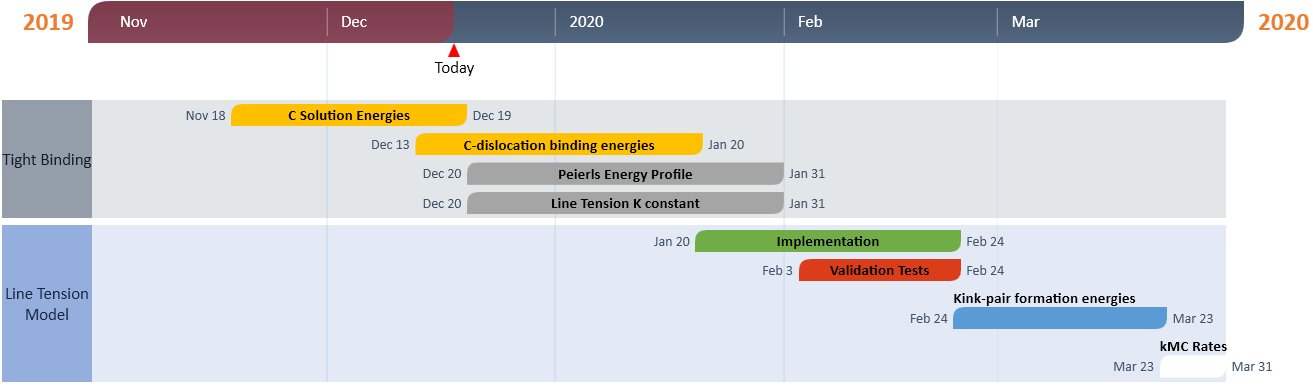 2019 Nov Dec 2020 Feb Mar 2020
Today
Nov 18 C Solution Energies Dec 19
Dec 13 C-dislocation binding energies Jan 20
Tight Binding
Dec 20 Peierls Energy Profile Jan 31
Dec 20 Line Tension K constant Jan 31
Jan 20 Implementation Feb 24
Feb 3 Validation Tests Feb 24
Line Tension
Model
Kink-pair formation energies
Feb 24 Mar 23
kMC Rates
Mar 23 Mar 31